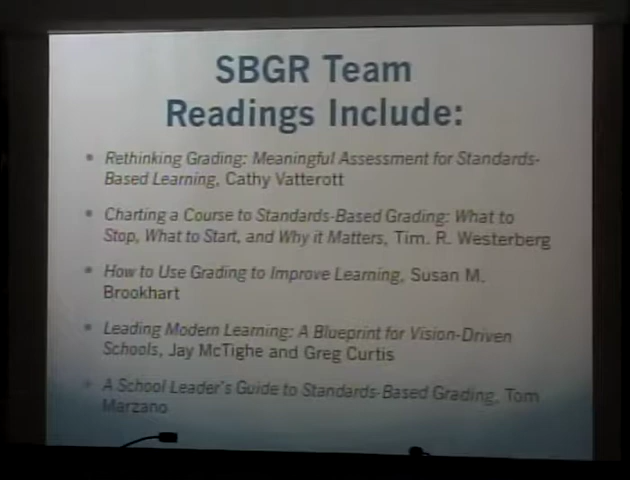 SBGR Team
Readings Include:
Rethinking Grading: Meaningful Assessment for Standards-
Based Learning, Cathy Vatterott
Charting a Course to Standards-Based Grading: What to
Stop, What to Start, and Why it Matters, Tim. R. Westerberg
How to Use Grading to Improve Learning, Susan M.
Brookhart
Leading Modern Learning: A Blueprint for Vision-Driven
Schools, Jay McTighe and Greg Curtis
A School Leader's Guide to Standards-Based Grading, Tom
Marzano